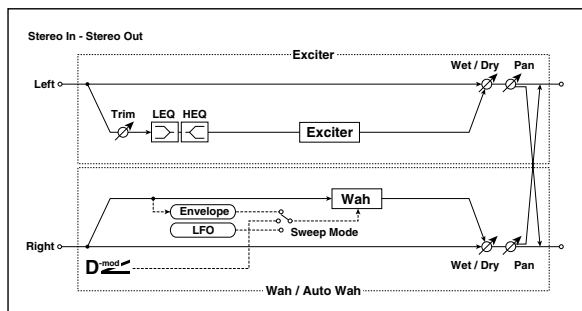 Stereo In - Stereo Out
Exciter
Wet / Dry Pan
Left
Trim LEQ HEQ
Exciter
Wah
Envelope
LFO
Sweep Mode
Right
D-mod
Wet / Dry Pan
Wah / Auto Wah